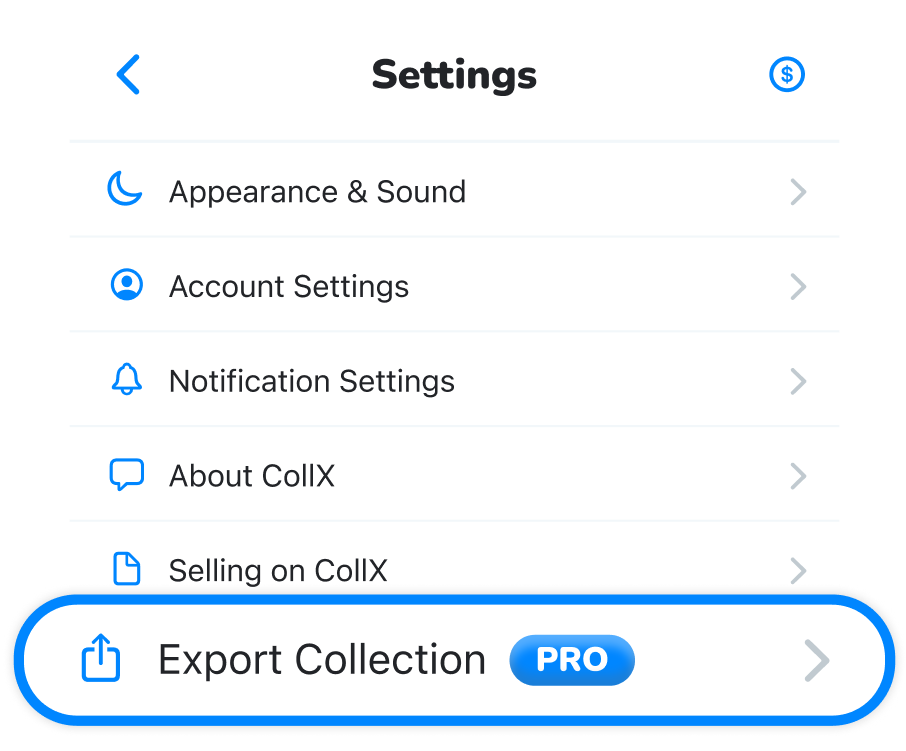 Settings
$
Appearance & Sound
Account Settings
Notification Settings
About CollX
Selling on CollX
Export Collection PRO